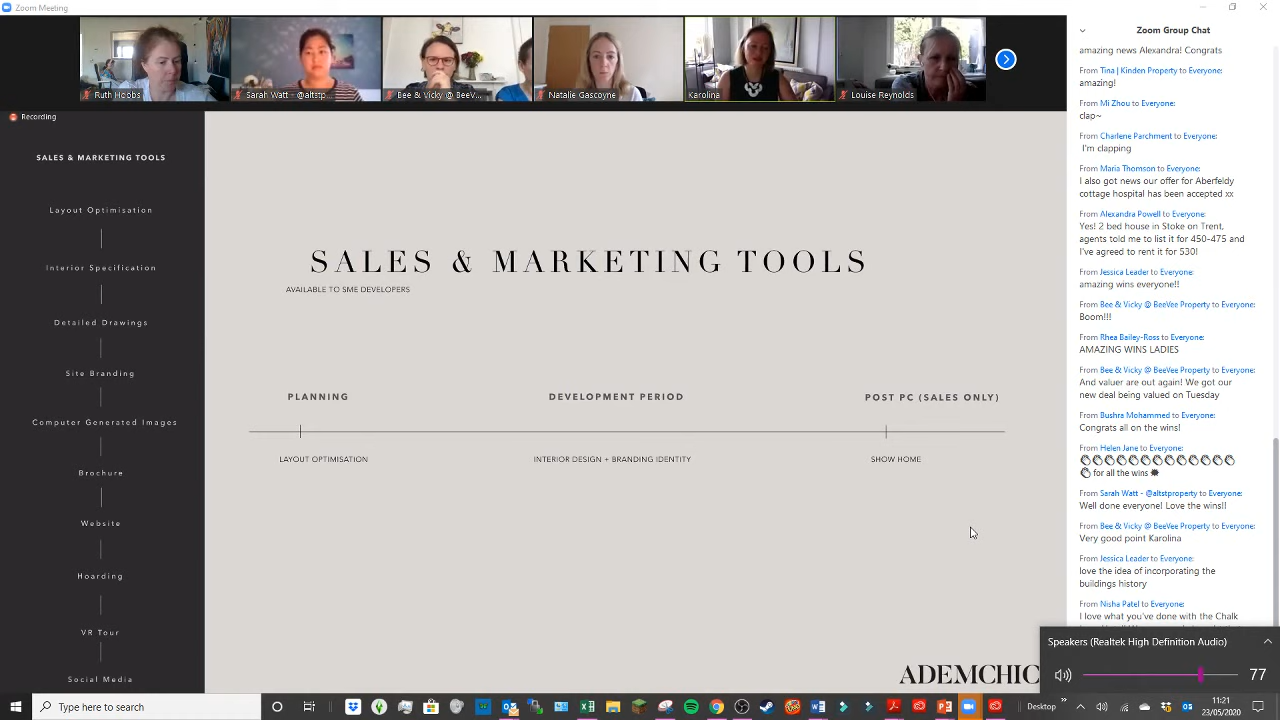 Zoom Meeting
Ruth Hobbs
Sarah Watt - @altstp...
Bee & Vicky @ BeeV...
Natalie Gascoyne
Karolina
Louise Reynolds
Recording
SALES & MARKETING TOOLS
Layout Optimisation
Interior Specification
Detailed Drawings
Site Branding
Computer Generated Images
Brochure
Website
Hoarding
VR Tour
Social Media
SALES & MARKETING TOOLS
AVAILABLE TO SME DEVELOPERS
PLANNING
DEVELOPMENT PERIOD
POST PC (SALES ONLY)
LAYOUT OPTIMISATION
INTERIOR DESIGN + BRANDING IDENTITY
SHOW HOME
ADEMCHIC
Zoom Group Chat
amazing news Alexandra! Congrats
From Tina | Kinden Property to Everyone:
amazing!
From Mi Zhou to Everyone:
clap~
From Charlene Parchment to Everyone:
I'm clapping
From Maria Thomson to Everyone:
I also got news our offer for Aberfeldy
cottage hospital has been accepted xx
From Alexandra Powell to Everyone:
Yes! 2 bed house in Stoke on Trent,
agents told me to list it for 450-475 and
I've agreed to rent it for 530!
From Jessica Leader to Everyone:
amazing wins everyone!!
From Bee & Vicky @ BeeVee Property to Everyone:
Boom!!!
From Rhea Bailey-Ross to Everyone:
AMAZING WINS LADIES
From Bee & Vicky @ BeeVee Property to Everyone:
And valuer are out again! We got our
new deal being valued on Tuesday
From Bushra Mohammed to Everyone:
Congrats all on the wins!
From Helen Jane to Everyone:
for all the wins
From Sarah Watt - @altstproperty to Everyone:
Well done everyone! Love the wins!!
From Bee & Vicky @ BeeVee Property to Everyone:
Very good point Karolina
From Jessica Leader to Everyone:
love the idea of incorporating the
buildings history
From Nisha Patel to Everyone:
I love what you've done with the Chalk
Speakers (Realtek High Definition Audio)
77
Type here to search
Desktop
11:21
23/05/2020